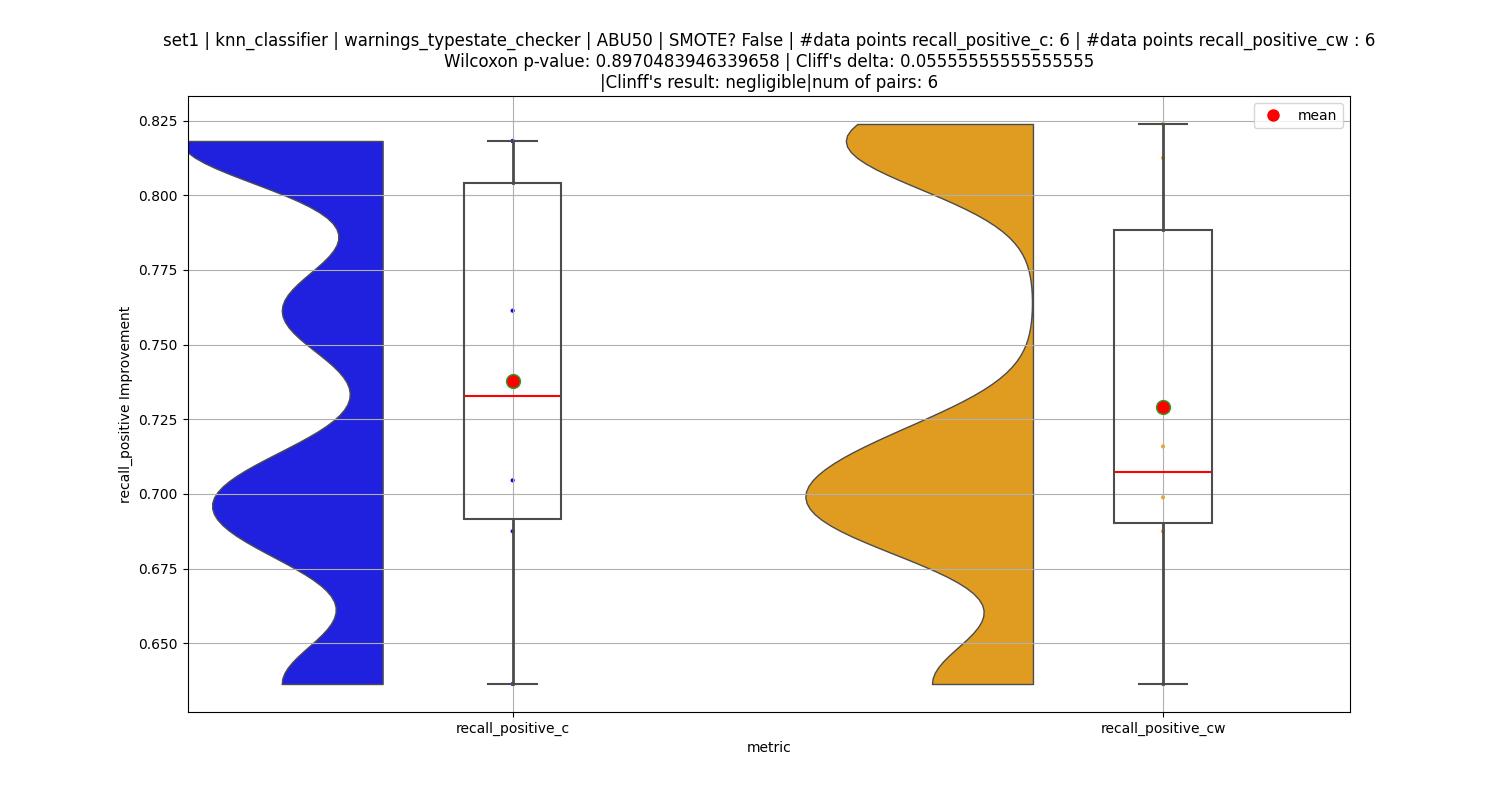 set1 | knn_classifier | warnings_typestate_checker | ABU50 | SMOTE? False | #data points recall_positive_c: 6 | #data points recall_positive_cw : 6
Wilcoxon p-value: 0.8970483946339658 | Cliff's delta: 0.05555555555555555
|Clinff's result: negligible|num of pairs: 6
mean
0.825
0.800
0.775
0.750
0.725
0.700
0.675
0.650
recall_positive Improvement
recall_positive_c
recall_positive_cw
metric